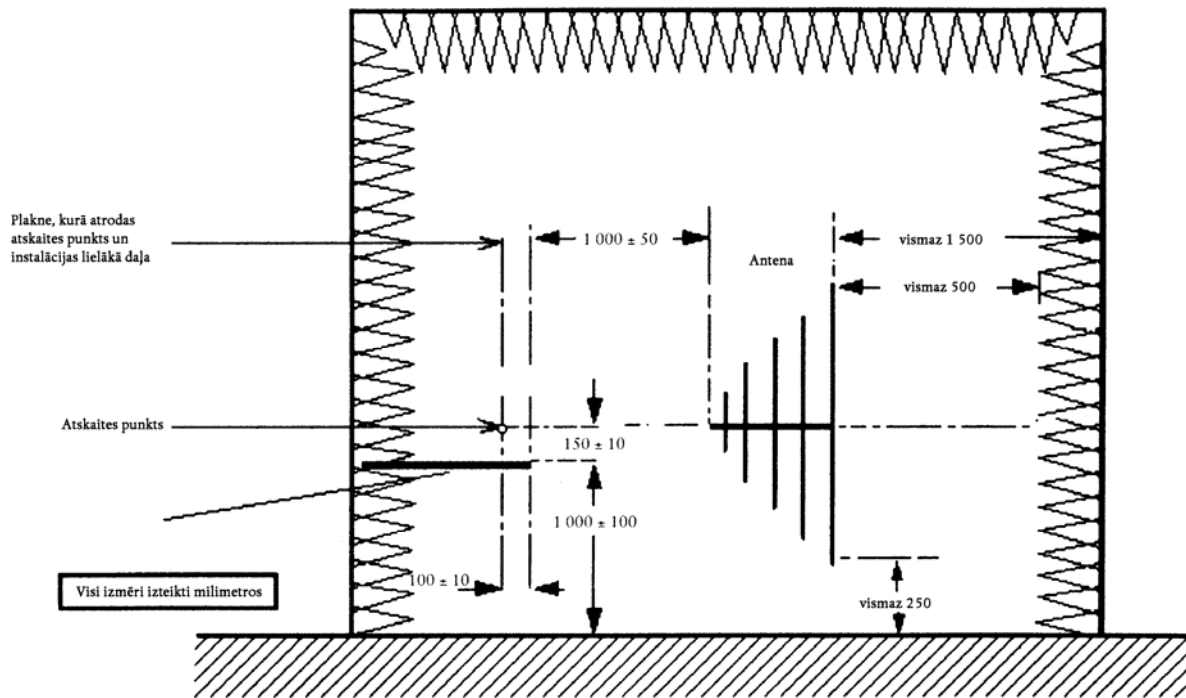 Plakne, kurā atrodas
atskaites punkts un
instalācijas lielākā daļa
1 000 ± 50
vismaz 1 500
Antena
vismaz 500
Atskaites punkts
150 ± 10
1 000 ± 100
100 ± 10
Visi izmēri izteikti milimetros
vismaz 250